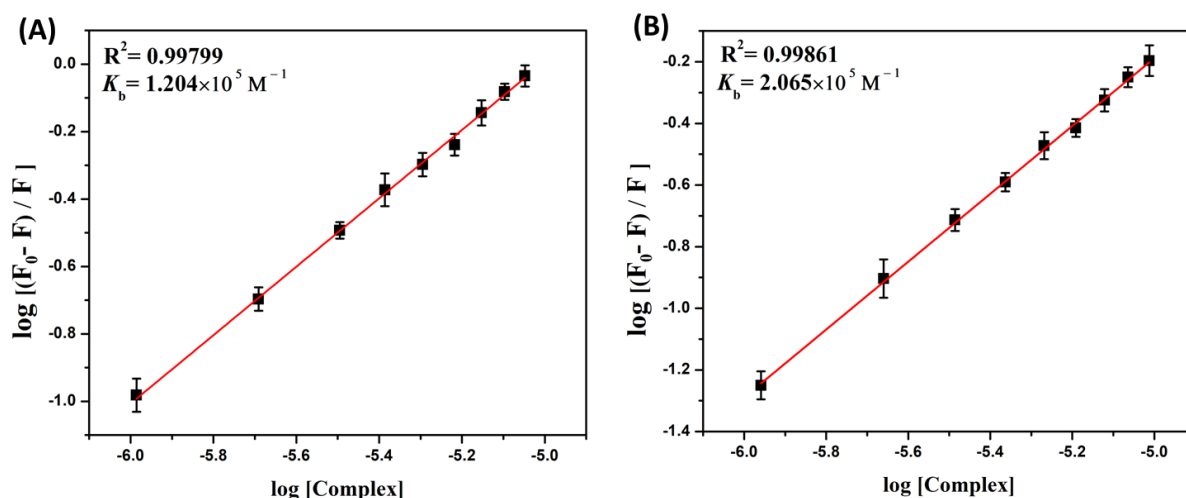 (A)
R²= 0.99799
K_b = 1.204×10⁵ M⁻¹
0.0
-0.2
-0.4
-0.6
-0.8
-1.0
log [(F₀- F) / F ]
-6.0 -5.8 -5.6 -5.4 -5.2 -5.0
log [Complex]
(B)
R²= 0.99861
K_b = 2.065×10⁵ M⁻¹
-0.2
-0.4
-0.6
-0.8
-1.0
-1.2
-1.4
log [(F₀- F) / F ]
-6.0 -5.8 -5.6 -5.4 -5.2 -5.0
log [Complex]